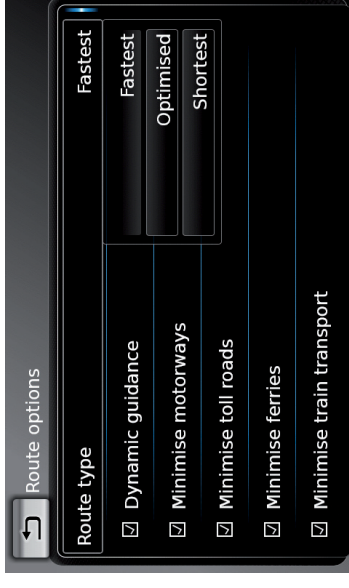 Route options
Route type Fastest
Fastest
Optimised
Shortest
Dynamic guidance
Minimise motorways
Minimise toll roads
Minimise ferries
Minimise train transport